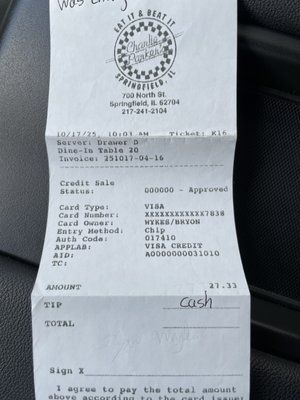 was
EAT IT & BEAT IT
Charlie Parker's
SPRINGFIELD, IL
700 North St.
Springfield, IL 62704
217-241-2104
10/17/25, 10:03 AM Ticket: K16
Server: Drawer D
Dine-In Table 20
Invoice: 251017-04-16
Credit Sale
Status: 000000 - Approved
Card Type: VISA
Card Number: XXXXXXXXXXXX7838
Card Owner: WYKES/BRYON
Entry Method: Chip
Auth Code: 017410
APPLAB: VISA CREDIT
AID: A0000000031010
TC:
AMOUNT 27.33
TIP cash
TOTAL
Sign X
I agree to pay the total amount
above according to the card issuer